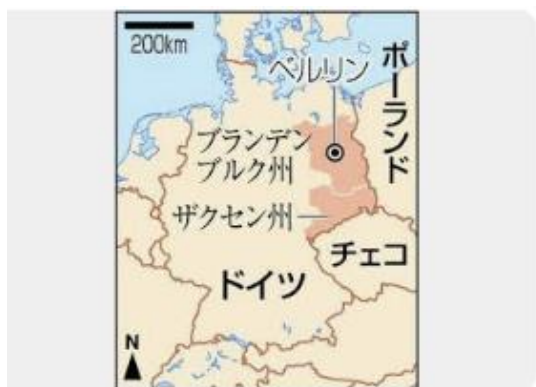 200km
ベルリン
ポーランド
ブランデン
ブルク州
ザクセン州
チェコ
ドイツ
N